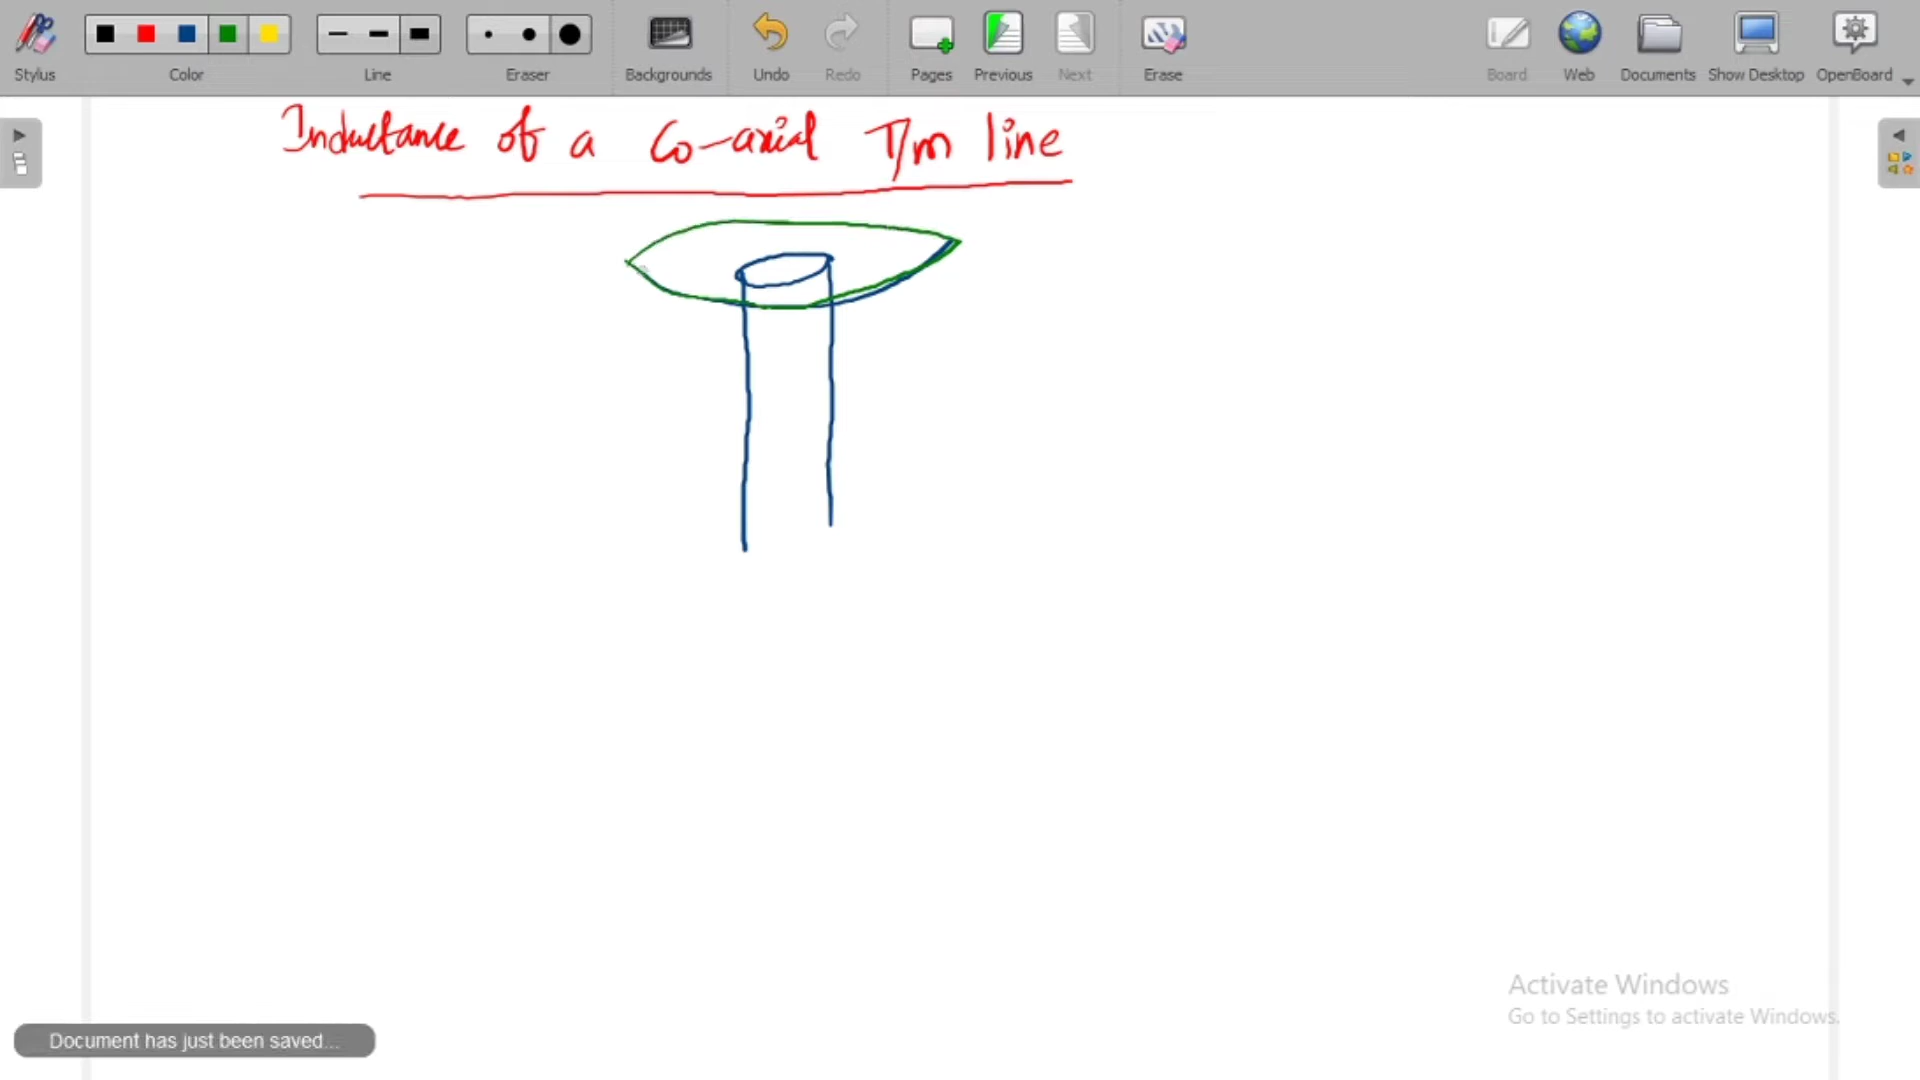 Stylus Color Line Eraser Backgrounds Undo Redo Pages Previous Next Erase Board Web Documents Show Desktop OpenBoard
Inductance of a Co-axial T/m line
Activate Windows
Go to Settings to activate Windows.
Document has just been saved...